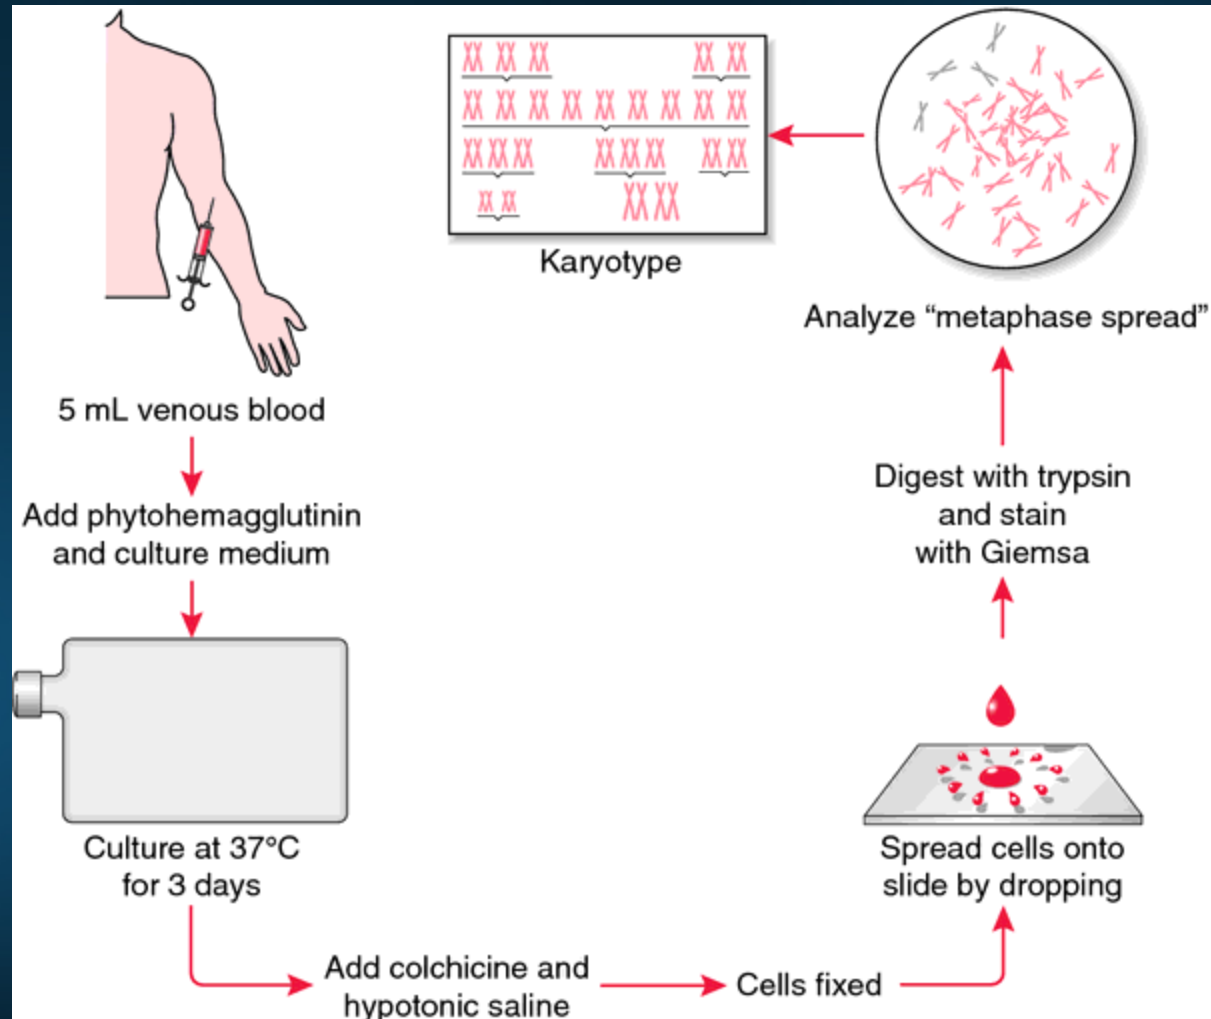 5 mL venous blood
Add phytohemagglutinin
and culture medium
Culture at 37°C
for 3 days
Add colchicine and
hypotonic saline
Cells fixed
Spread cells onto
slide by dropping
Digest with trypsin
and stain
with Giemsa
Analyze “metaphase spread”
Karyotype